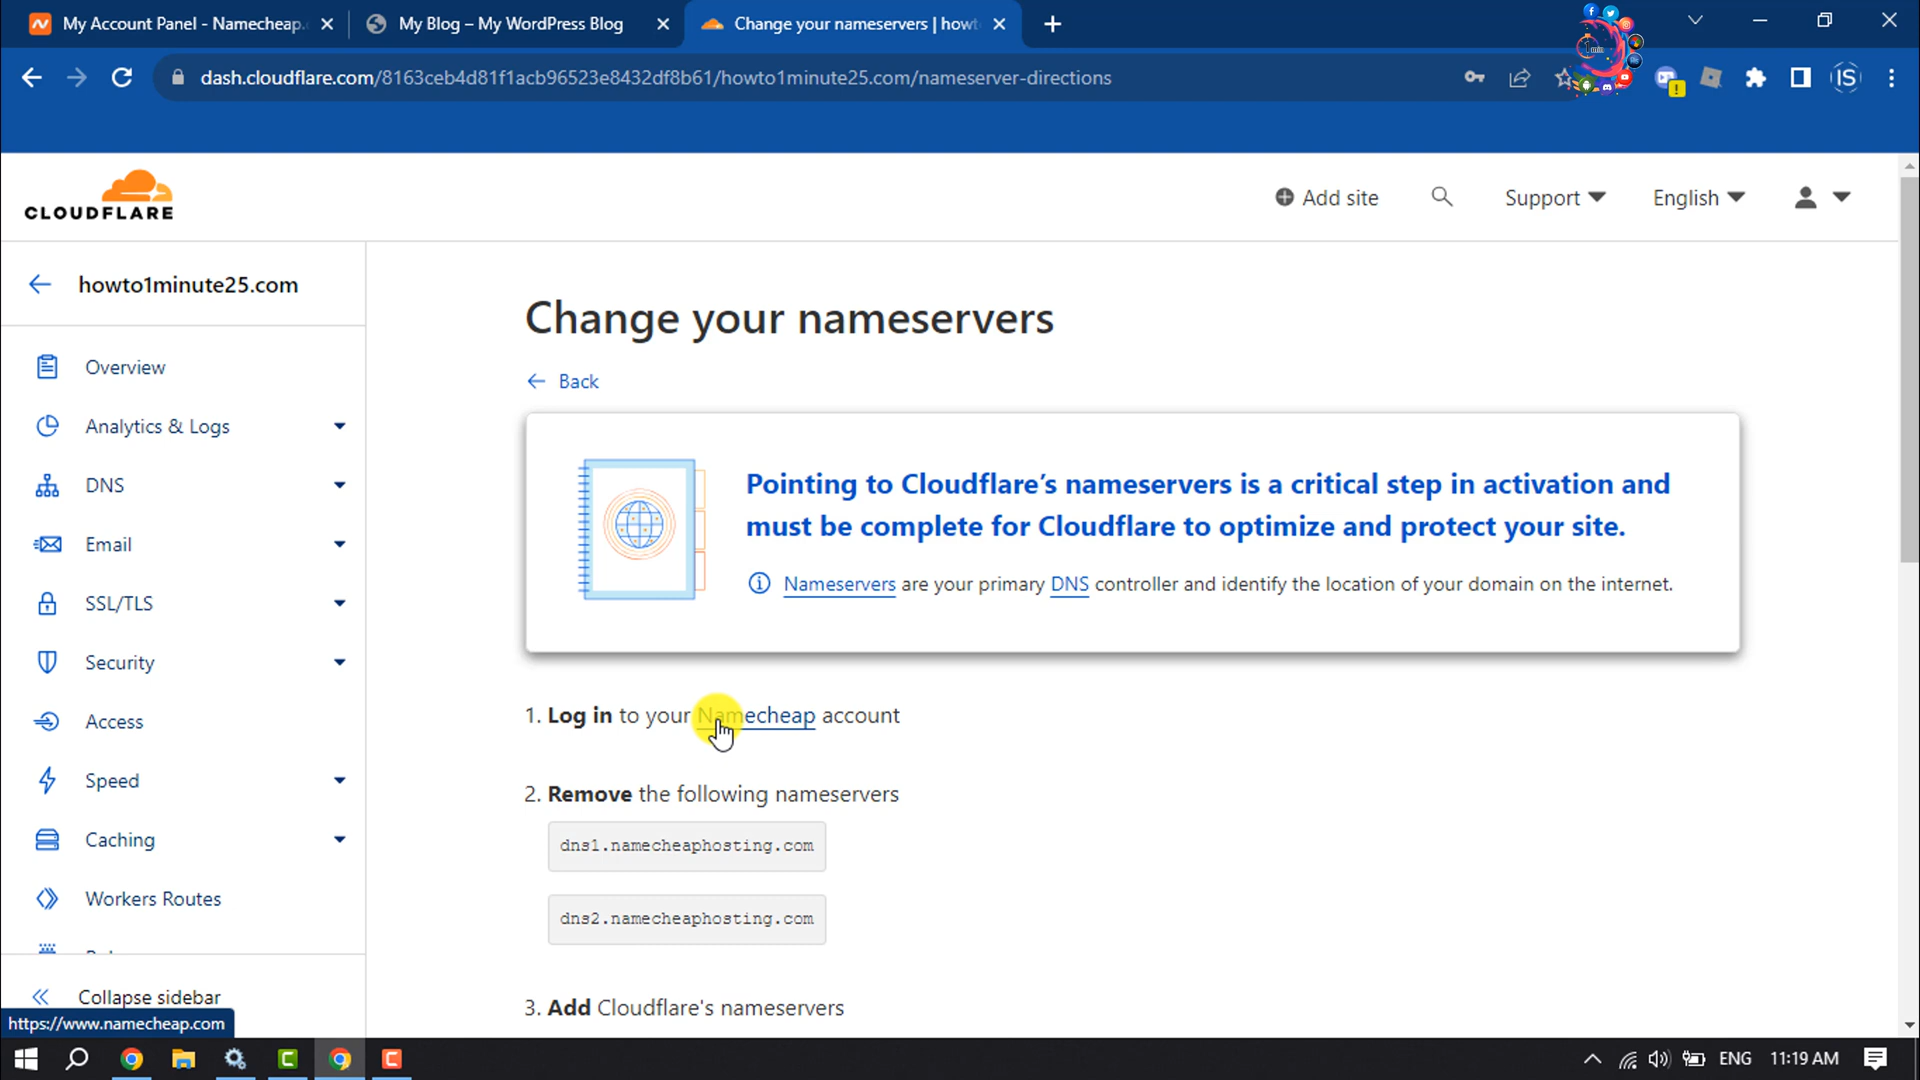 My Account Panel - Namecheap.
My Blog – My WordPress Blog
Change your nameservers | howt
1 min
dash.cloudflare.com/8163ceb4d81f1acb96523e8432df8b61/howto1minute25.com/nameserver-directions
IS
CLOUDFLARE
Add site
Support
English
howto1minute25.com
Overview
Analytics & Logs
DNS
Email
SSL/TLS
Security
Access
Speed
Caching
Workers Routes
Collapse sidebar
https://www.namecheap.com
Change your nameservers
Back
Pointing to Cloudflare’s nameservers is a critical step in activation and
must be complete for Cloudflare to optimize and protect your site.
Nameservers are your primary DNS controller and identify the location of your domain on the internet.
1. Log in to your Namecheap account
2. Remove the following nameservers
dns1.namecheaphosting.com
dns2.namecheaphosting.com
3. Add Cloudflare's nameservers
ENG
11:19 AM